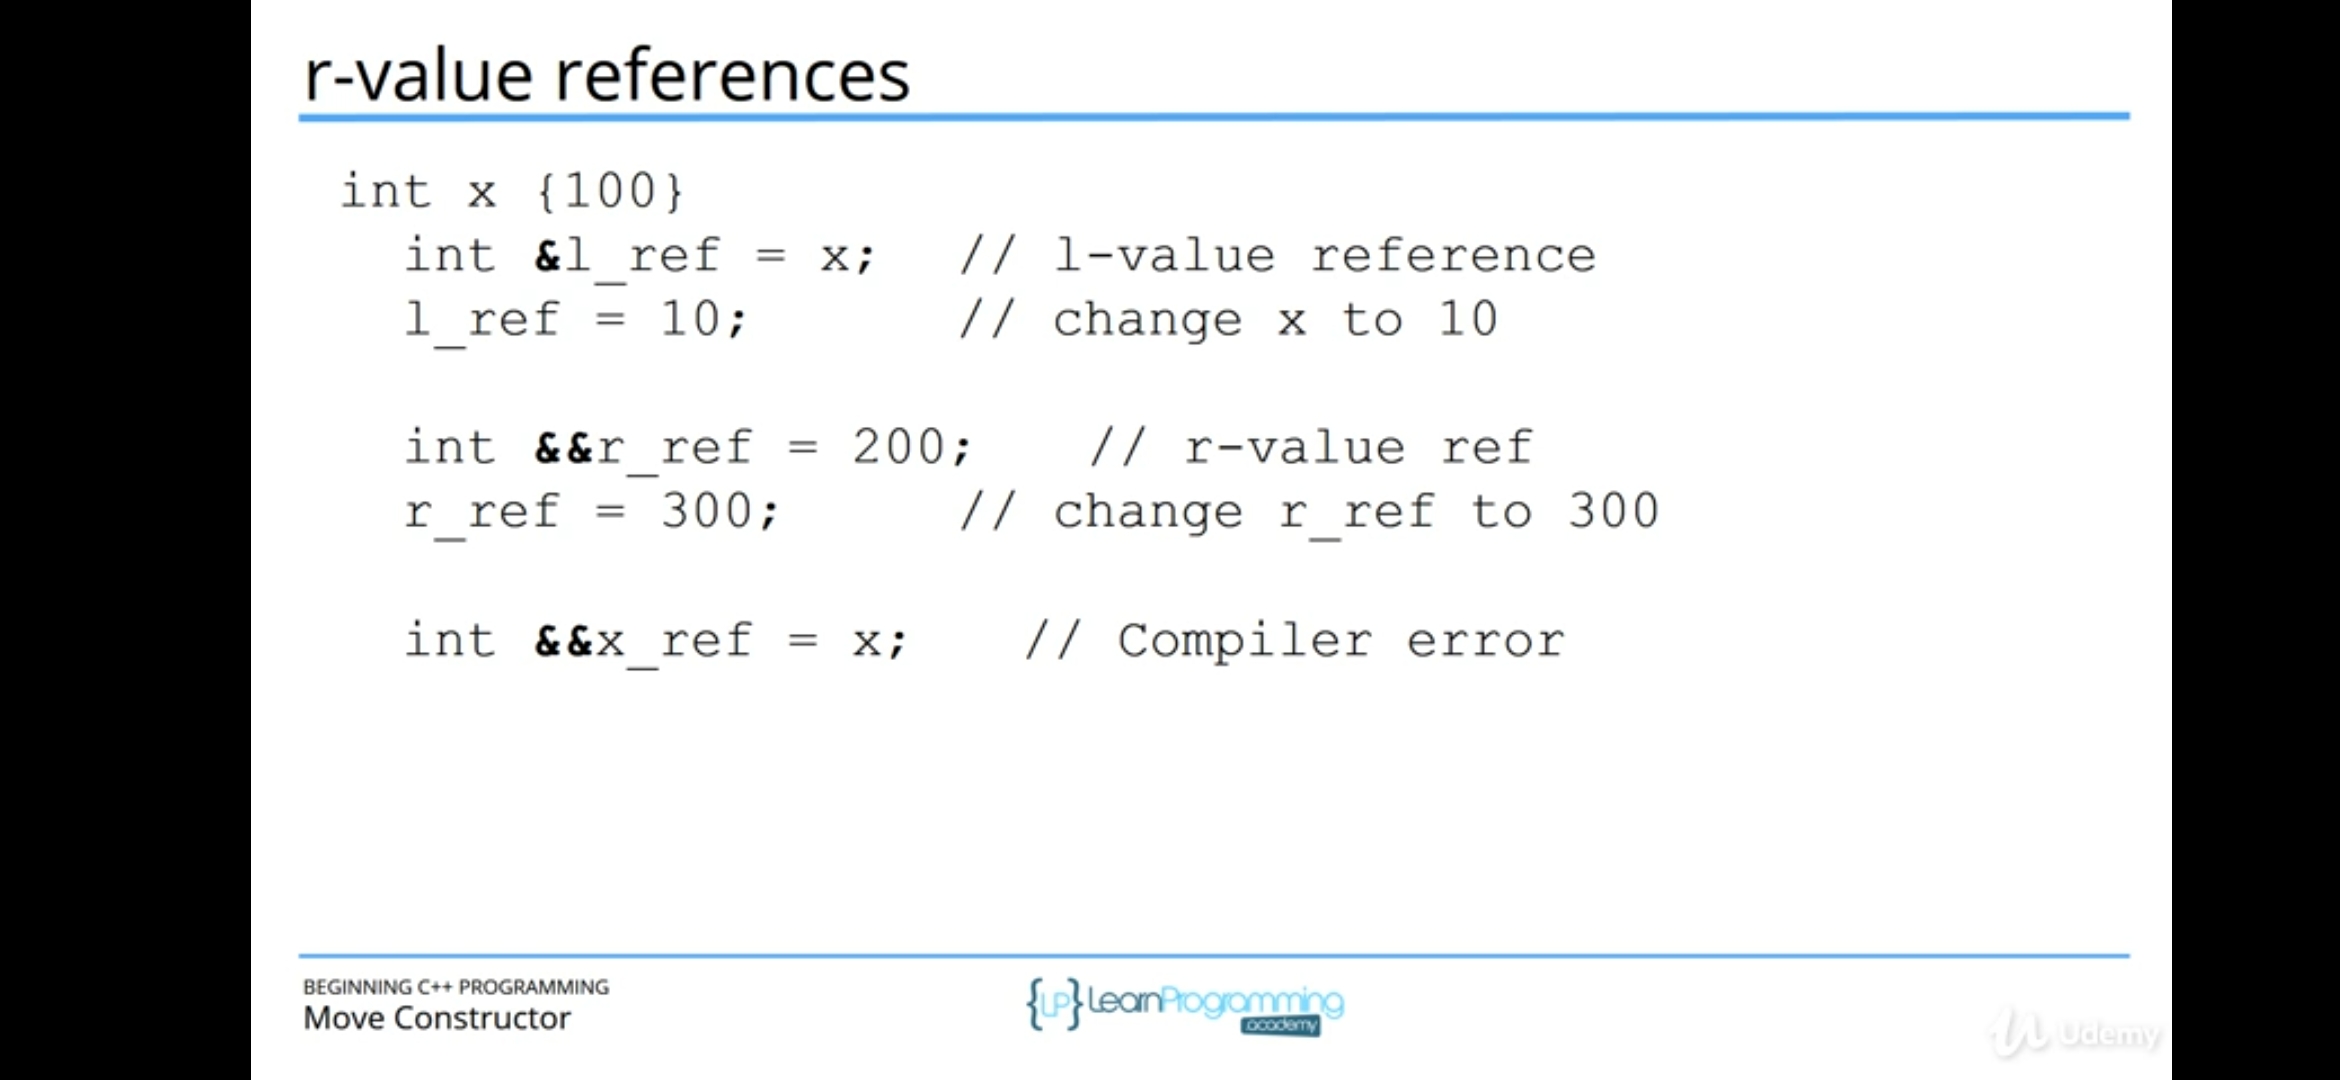 r-value references
int x {100}
int &l_ref = x; // l-value reference
l_ref = 10; // change x to 10
int &&r_ref = 200; // r-value ref
r_ref = 300; // change r_ref to 300
int &&x_ref = x; // Compiler error
BEGINNING C++ PROGRAMMING
Move Constructor
{LP} LearnProgramming
academy
Udemy